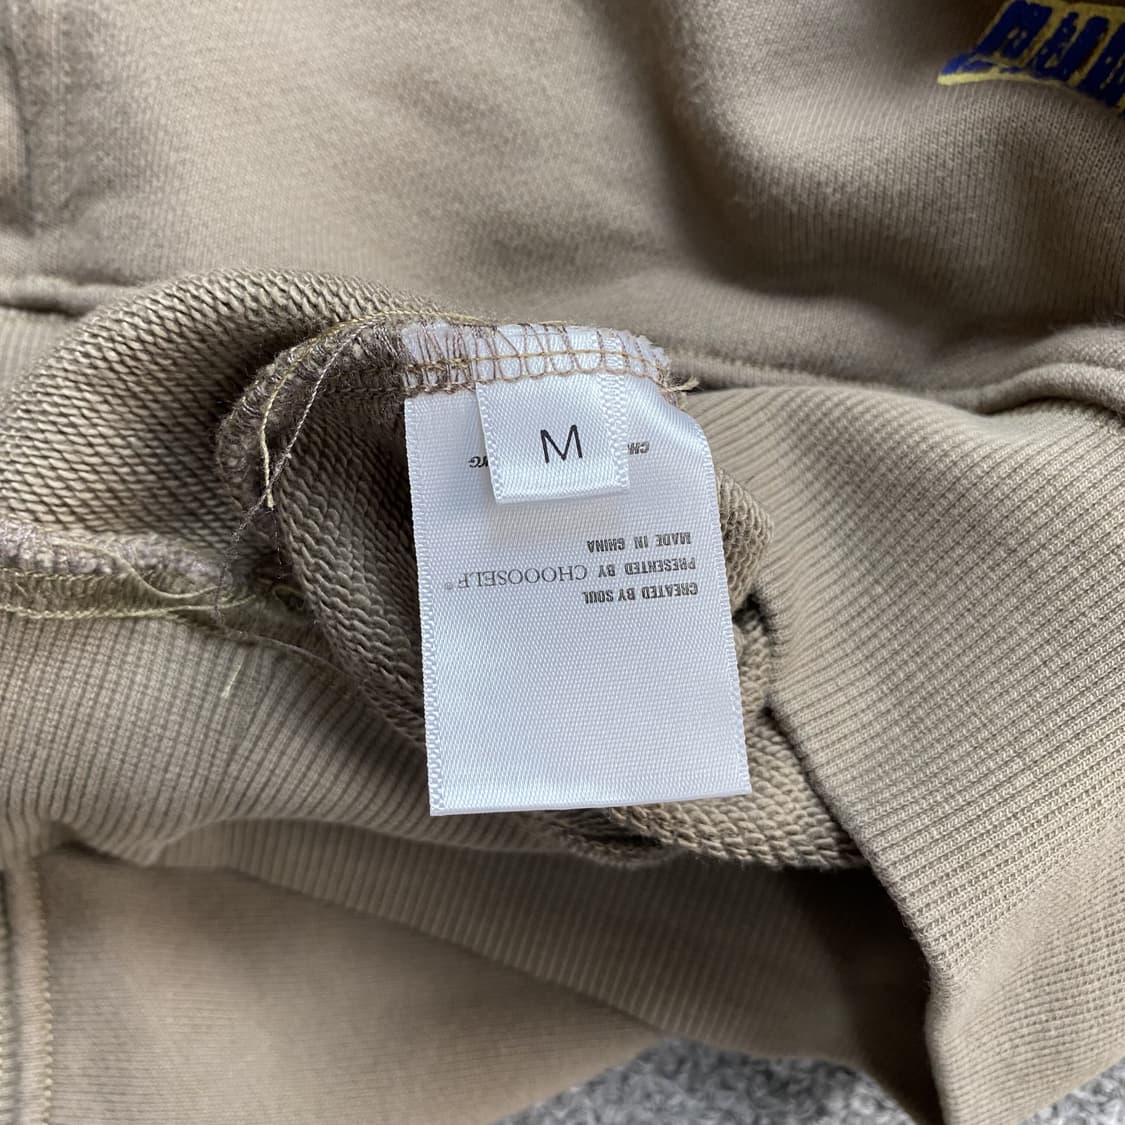 M
CREATED BY SOUL
PRESENTED BY CHOOOSELF®
MADE IN CHINA